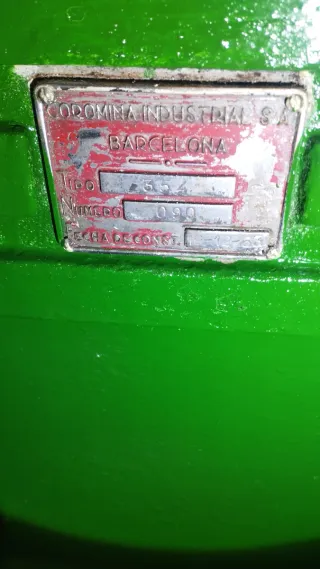 COROMINA INDUSTRIAL S.A.
BARCELONA
TIPO
NUMERO 090
FECHA DE CONST.